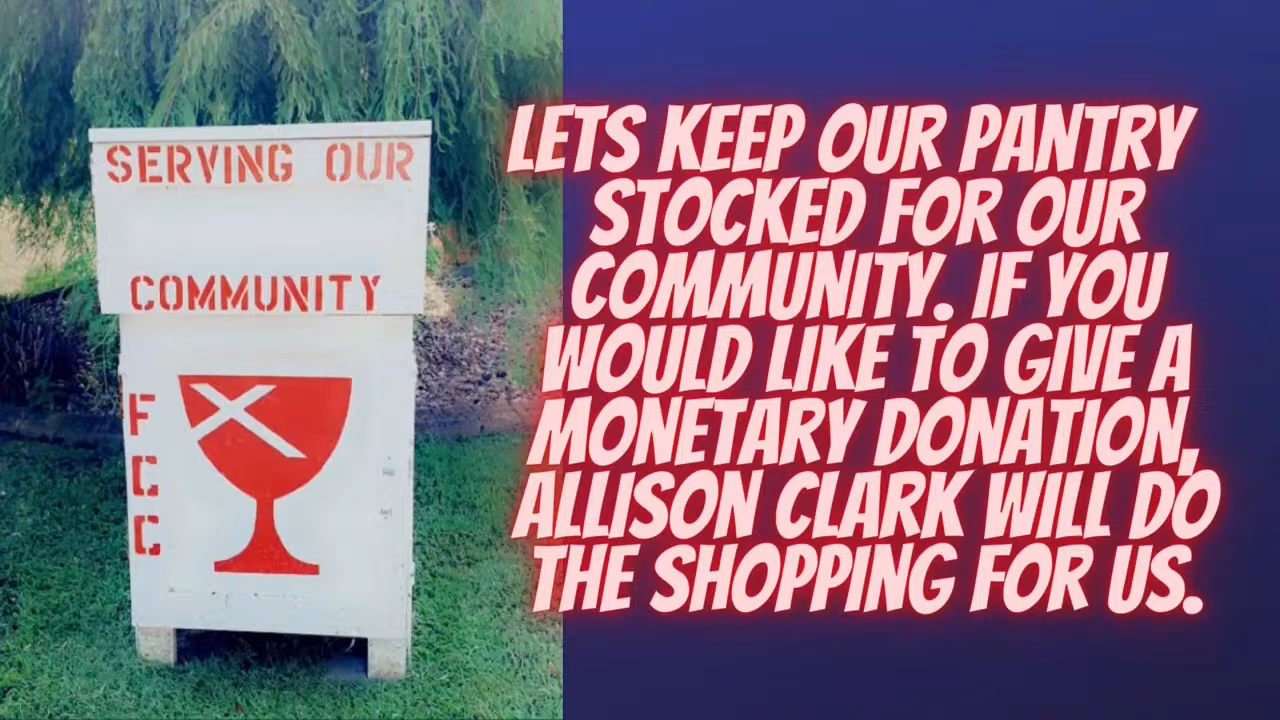 SERVING OUR
COMMUNITY
F
C
C
LETS KEEP OUR PANTRY
STOCKED FOR OUR
COMMUNITY. IF YOU
WOULD LIKE TO GIVE A
MONETARY DONATION,
ALLISON CLARK WILL DO
THE SHOPPING FOR US.